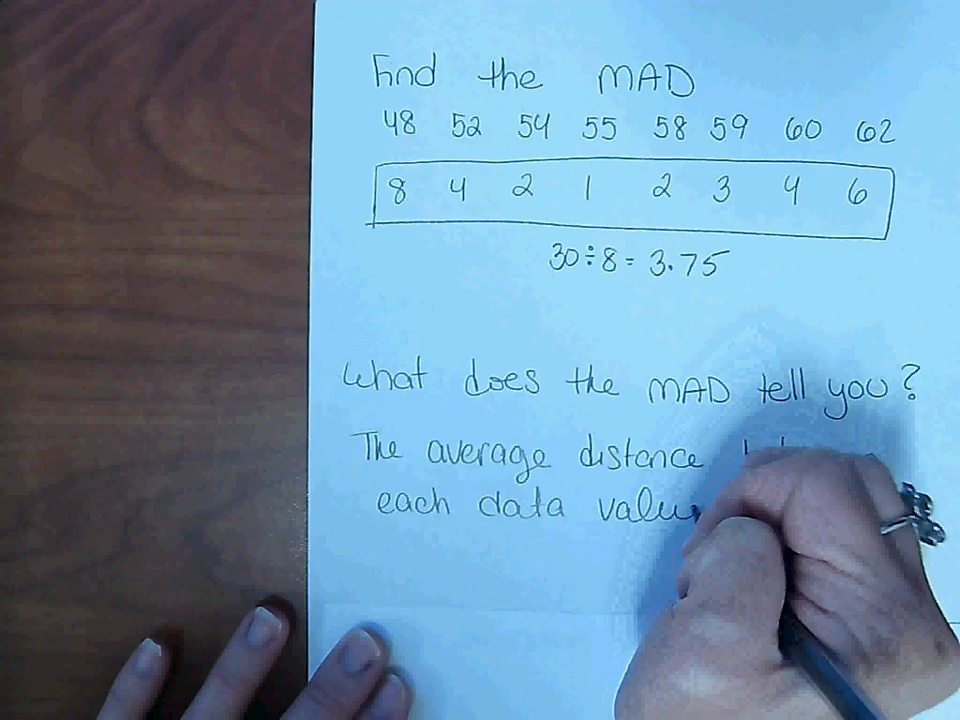 Find the MAD
48 52 54 55 58 59 60 62
8 4 2 1 2 3 4 6
30÷8= 3.75
What does the MAD tell you?
The average distance
each data valu